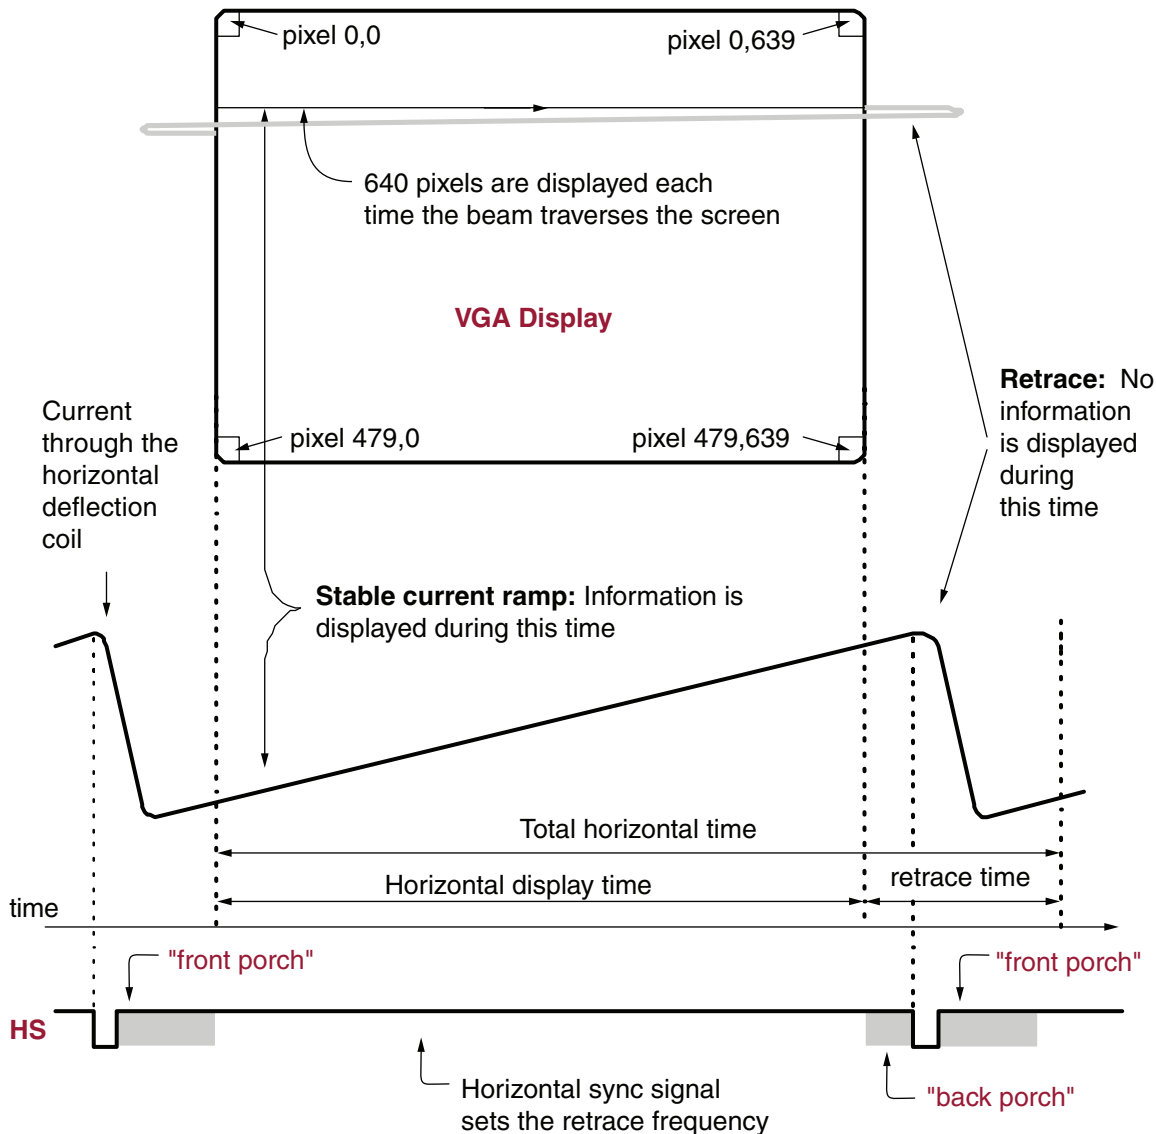 pixel 0,0
pixel 0,639
640 pixels are displayed each
time the beam traverses the screen
VGA Display
pixel 479,0
pixel 479,639
Current
through the
horizontal
deflection
coil
Retrace: No
information
is displayed
during
this time
Stable current ramp: Information is
displayed during this time
Total horizontal time
Horizontal display time
retrace time
time
"front porch"
"front porch"
HS
Horizontal sync signal
sets the retrace frequency
"back porch"